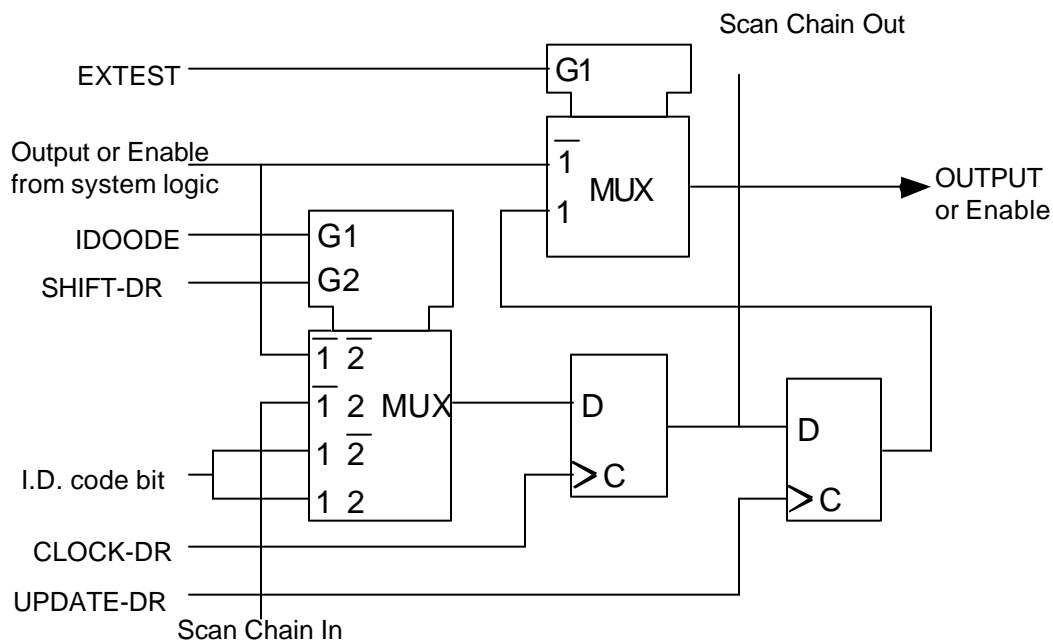 Scan Chain Out
EXTEST
G1
Output or Enable
from system logic
1
MUX
1
OUTPUT
or Enable
IDOODE
G1
SHIFT-DR
G2
1 2
1 2 MUX
1 2
1 2
D
C
D
C
I.D. code bit
CLOCK-DR
UPDATE-DR
Scan Chain In